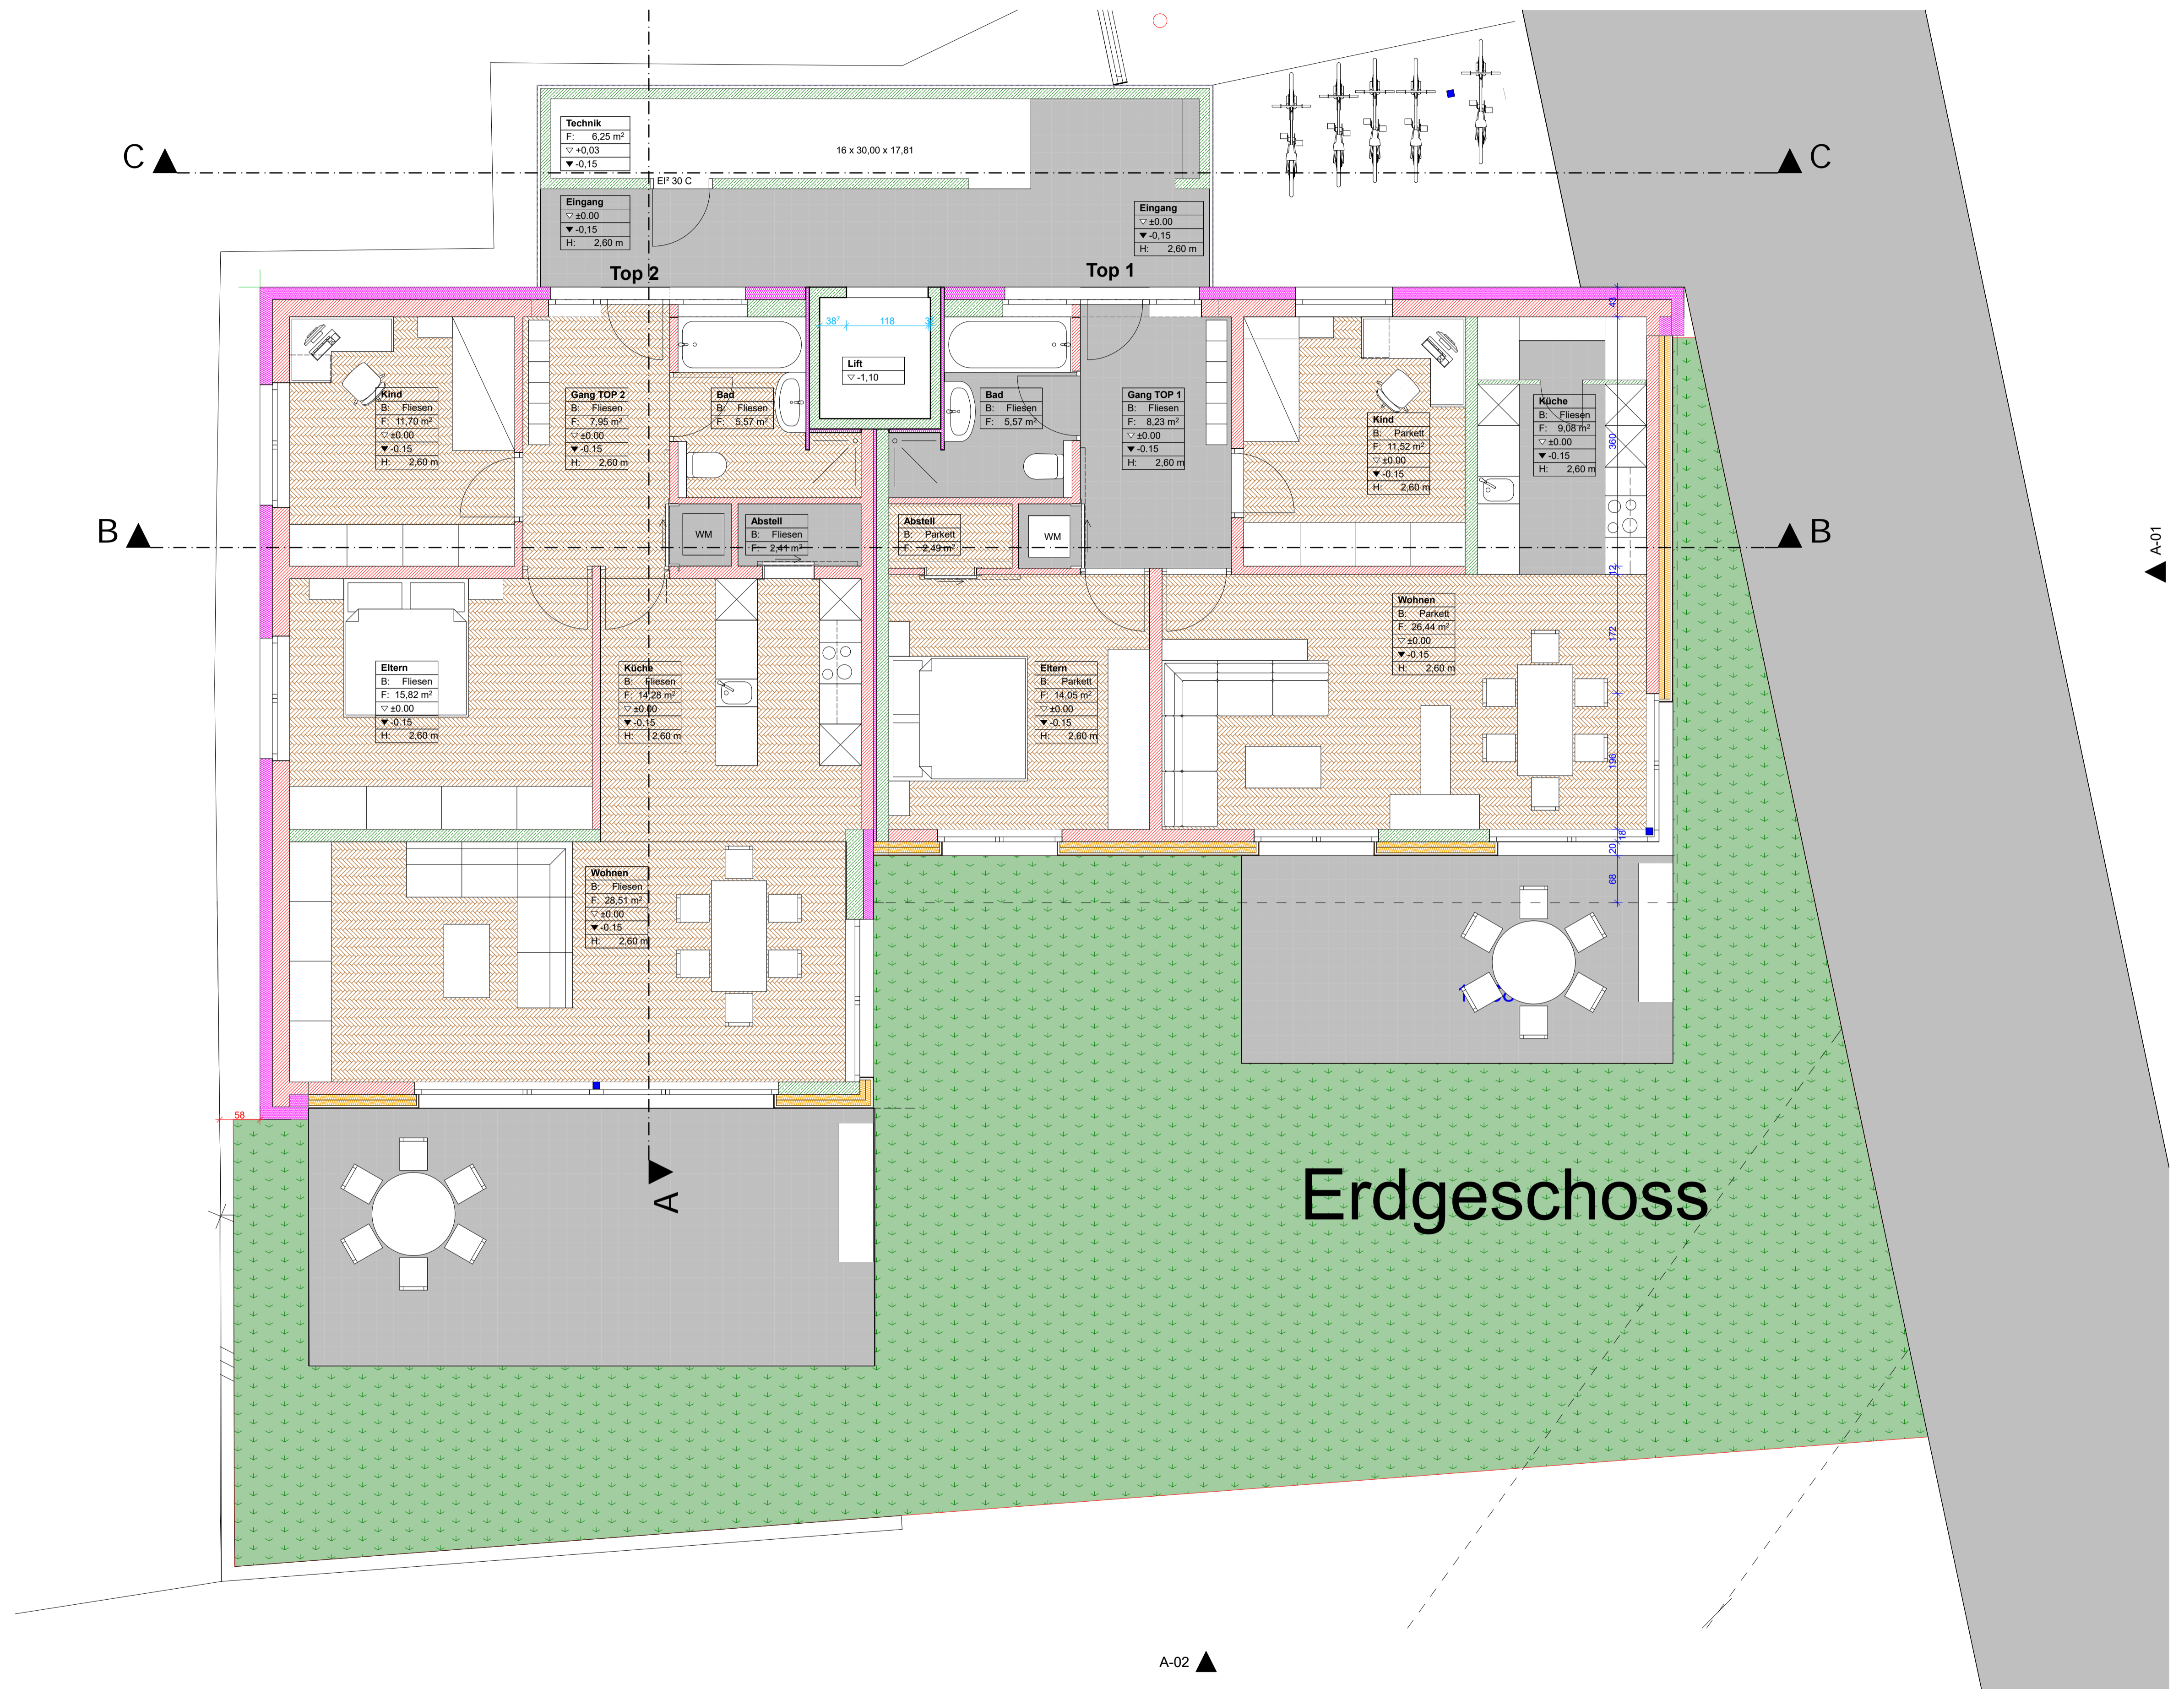 Technik
F: 6,25 m²
▽ +0,03
▼ -0,15
16 x 30,00 x 17,81
C
C
EI² 30 C
Eingang
▽ ±0.00
▼ -0,15
H: 2,60 m
Eingang
▽ ±0.00
▼ -0,15
H: 2,60 m
Top 2
Top 1
43
38⁷
118
Lift
▽ -1,10
Kind
B: Fliesen
F: 11,70 m²
▽ ±0.00
▼ -0.15
H: 2,60 m
Gang TOP 2
B: Fliesen
F: 7,95 m²
▽ ±0.00
▼ -0.15
H: 2,60 m
Bad
B: Fliesen
F: 5,57 m²
Bad
B: Fliesen
F: 5,57 m²
Gang TOP 1
B: Fliesen
F: 8,23 m²
▽ ±0.00
▼ -0.15
H: 2,60 m
Kind
B: Parkett
F: 11,52 m²
▽ ±0.00
▼ -0.15
H: 2,60 m
Küche
B: Fliesen
F: 9,08 m²
▽ ±0.00
▼ -0.15
H: 2,60 m
360
B
B
A-01
WM
Abstell
B: Fliesen
F: 2,41 m²
Abstell
B: Parkett
F: 2,49 m²
WM
12
Wohnen
B: Parkett
F: 26,44 m²
▽ ±0.00
▼ -0.15
H: 2,60 m
172
Eltern
B: Fliesen
F: 15,82 m²
▽ ±0.00
▼ -0.15
H: 2,60 m
Küche
B: Fliesen
F: 14,28 m²
▽ ±0.00
▼ -0.15
H: 2,60 m
Eltern
B: Parkett
F: 14,05 m²
▽ ±0.00
▼ -0.15
H: 2,60 m
196
18
20
68
Wohnen
B: Fliesen
F: 28,51 m²
▽ ±0.00
▼ -0.15
H: 2,60 m
58
A
Erdgeschoss
A-02